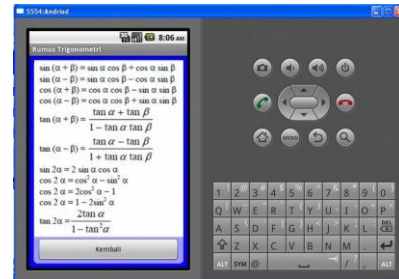 5554:Andriod
8:06 AM
Rumus Trigonometri
sin (α + β) = sin α cos β + cos α sin β
sin (α − β) = sin α cos β − cos α sin β
cos (α + β) = cos α cos β − sin α sin β
cos (α − β) = cos α cos β + sin α sin β
tan (α + β) = tan α + tan β / 1 − tan α tan β
tan (α − β) = tan α − tan β / 1 + tan α tan β
sin 2α = 2 sin α cos α
cos 2 α = cos² α − sin² α
cos 2 α = 2cos² α − 1
cos 2 α = 1 − 2sin² α
tan 2α = 2tan α / 1 − tan² α
Kembali
MENU
1 2 @ 3 # 4 $ 5 % 6 ^ 7 & 8 * 9 ( 0 )
Q W E R T Y U I O P
A S D F G H J K L DEL
Z X C V B N M .
ALT SYM @ / ? , ALT